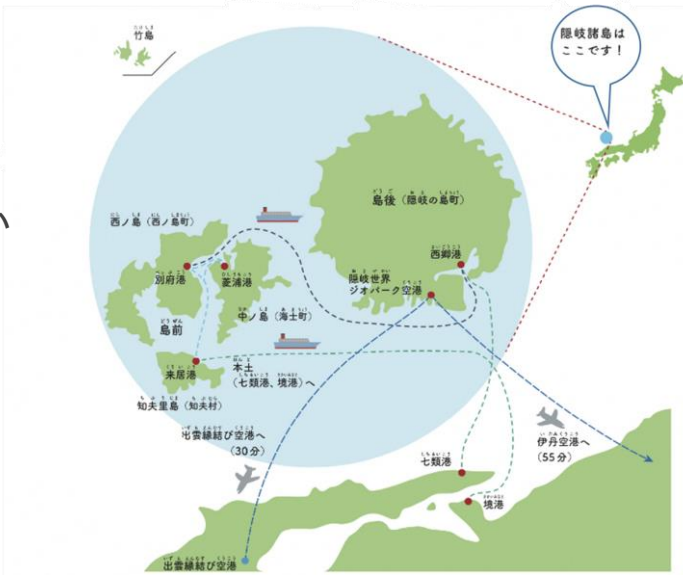 竹島
隠岐諸島は
ここです！
島後（隠岐の島町）
西ノ島（西ノ島町）
西郷港
別府港
菱浦港
隠岐世界
ジオパーク空港
中ノ島（海士町）
島前
来居港
本土
（七類港、境港）へ
知夫里島（知夫村）
出雲縁結び空港へ
（30分）
伊丹空港へ
（55分）
七類港
境港
出雲縁結び空港